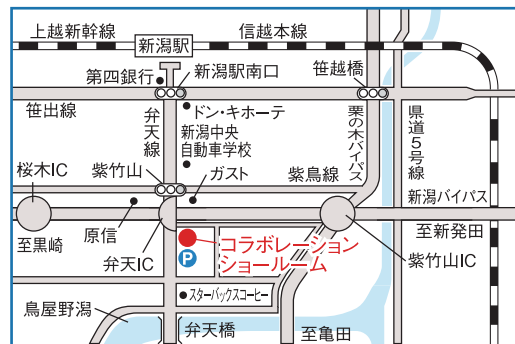 上越新幹線
信越本線
新潟駅
第四銀行
新潟駅南口
笹越橋
笹出線
弁天線
ドン・キホーテ
新潟中央
自動車学校
栗の木バイパス
県道5号線
桜木IC
紫竹山
ガスト
紫鳥線
新潟バイパス
至黒崎
原信
弁天IC
コラボレーション
ショールーム
P
至新発田
紫竹山IC
スターバックスコーヒー
鳥屋野潟
弁天橋
至亀田